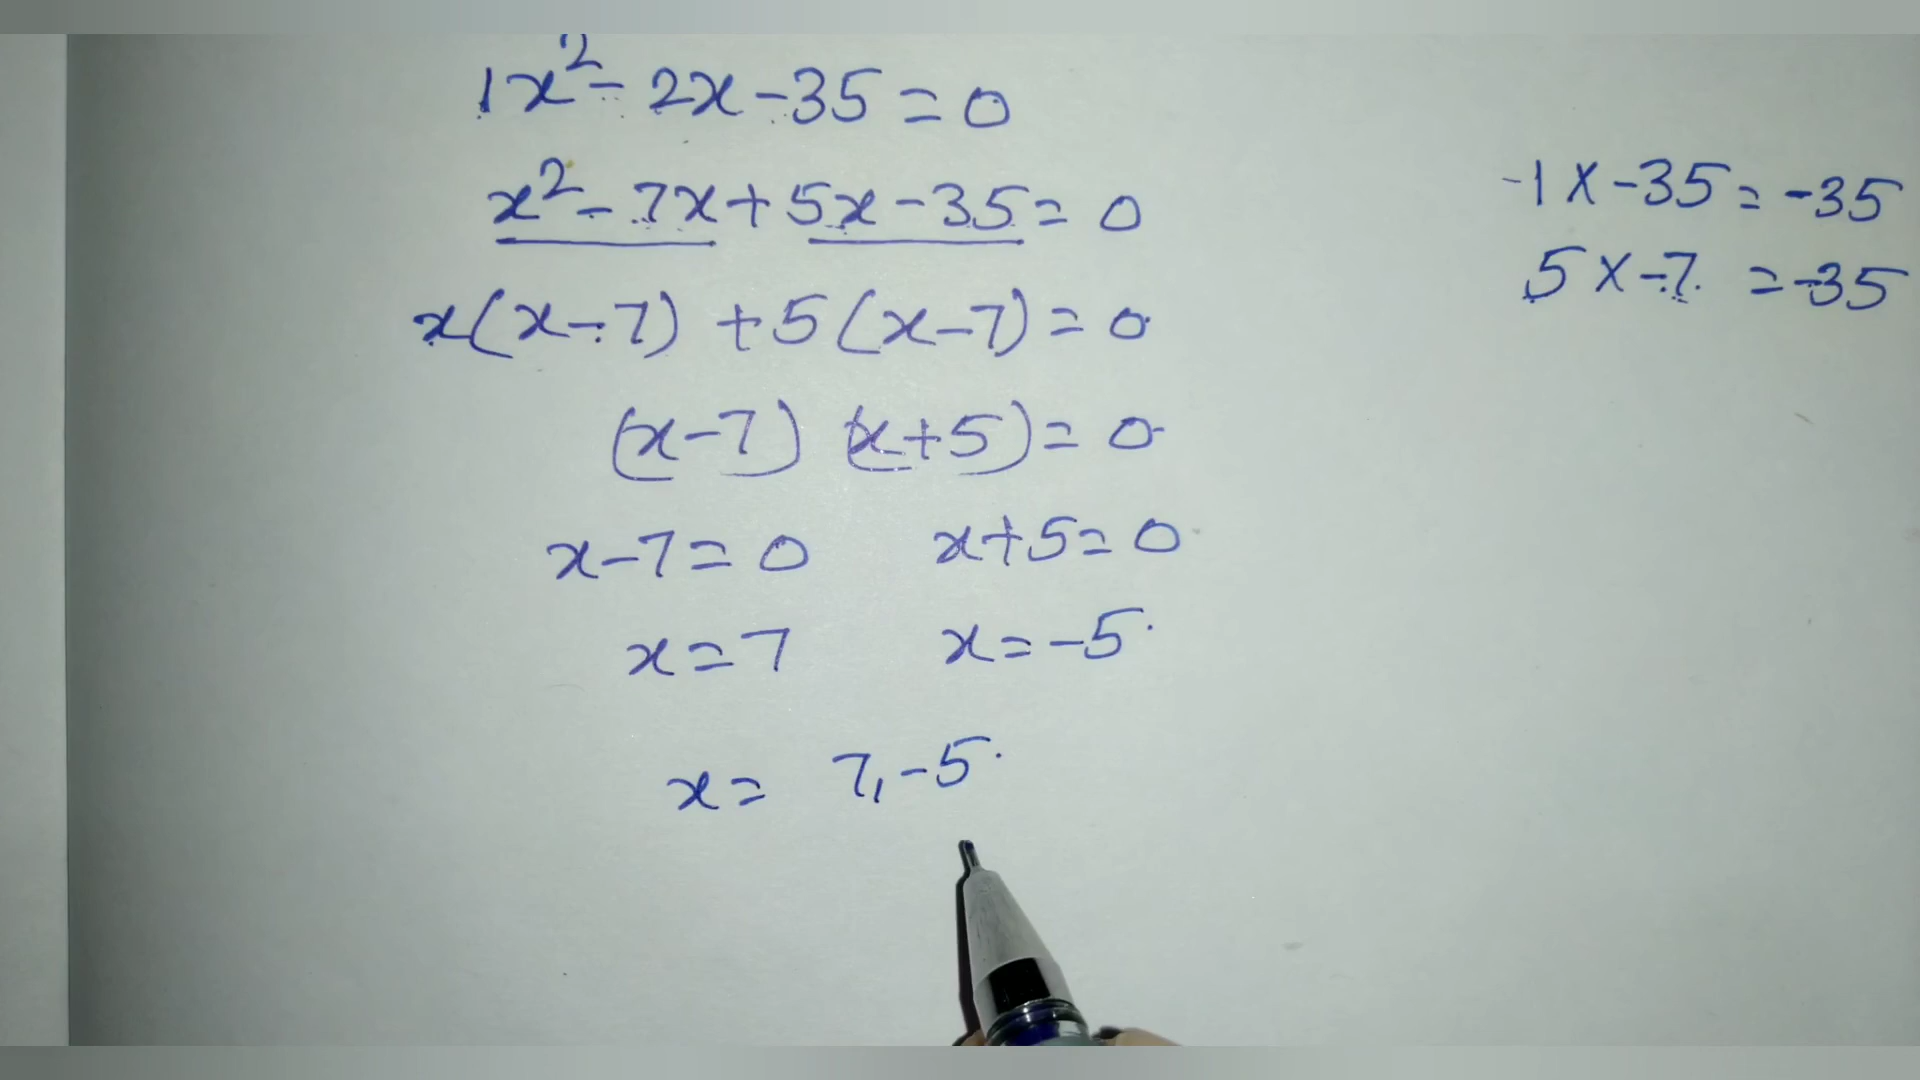 1x² - 2x - 35 = 0
x² - 7x + 5x - 35 = 0
x(x - 7) + 5(x - 7) = 0
(x - 7) (x + 5) = 0
x - 7 = 0 x + 5 = 0
x = 7 x = -5
x = 7, -5
-1 x -35 = -35
5 x -7 = -35